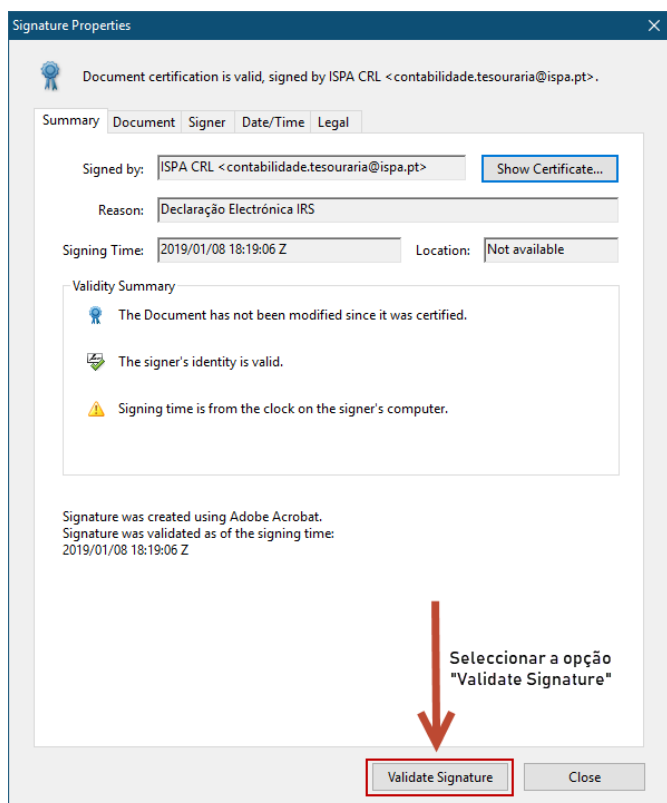 Signature Properties
Document certification is valid, signed by ISPA CRL <contabilidade.tesouraria@ispa.pt>.
Summary Document Signer Date/Time Legal
Signed by: ISPA CRL <contabilidade.tesouraria@ispa.pt> Show Certificate...
Reason: Declaração Electrónica IRS
Signing Time: 2019/01/08 18:19:06 Z Location: Not available
Validity Summary
The Document has not been modified since it was certified.
The signer's identity is valid.
Signing time is from the clock on the signer's computer.
Signature was created using Adobe Acrobat.
Signature was validated as of the signing time:
2019/01/08 18:19:06 Z
Seleccionar a opção
"Validate Signature"
Validate Signature Close